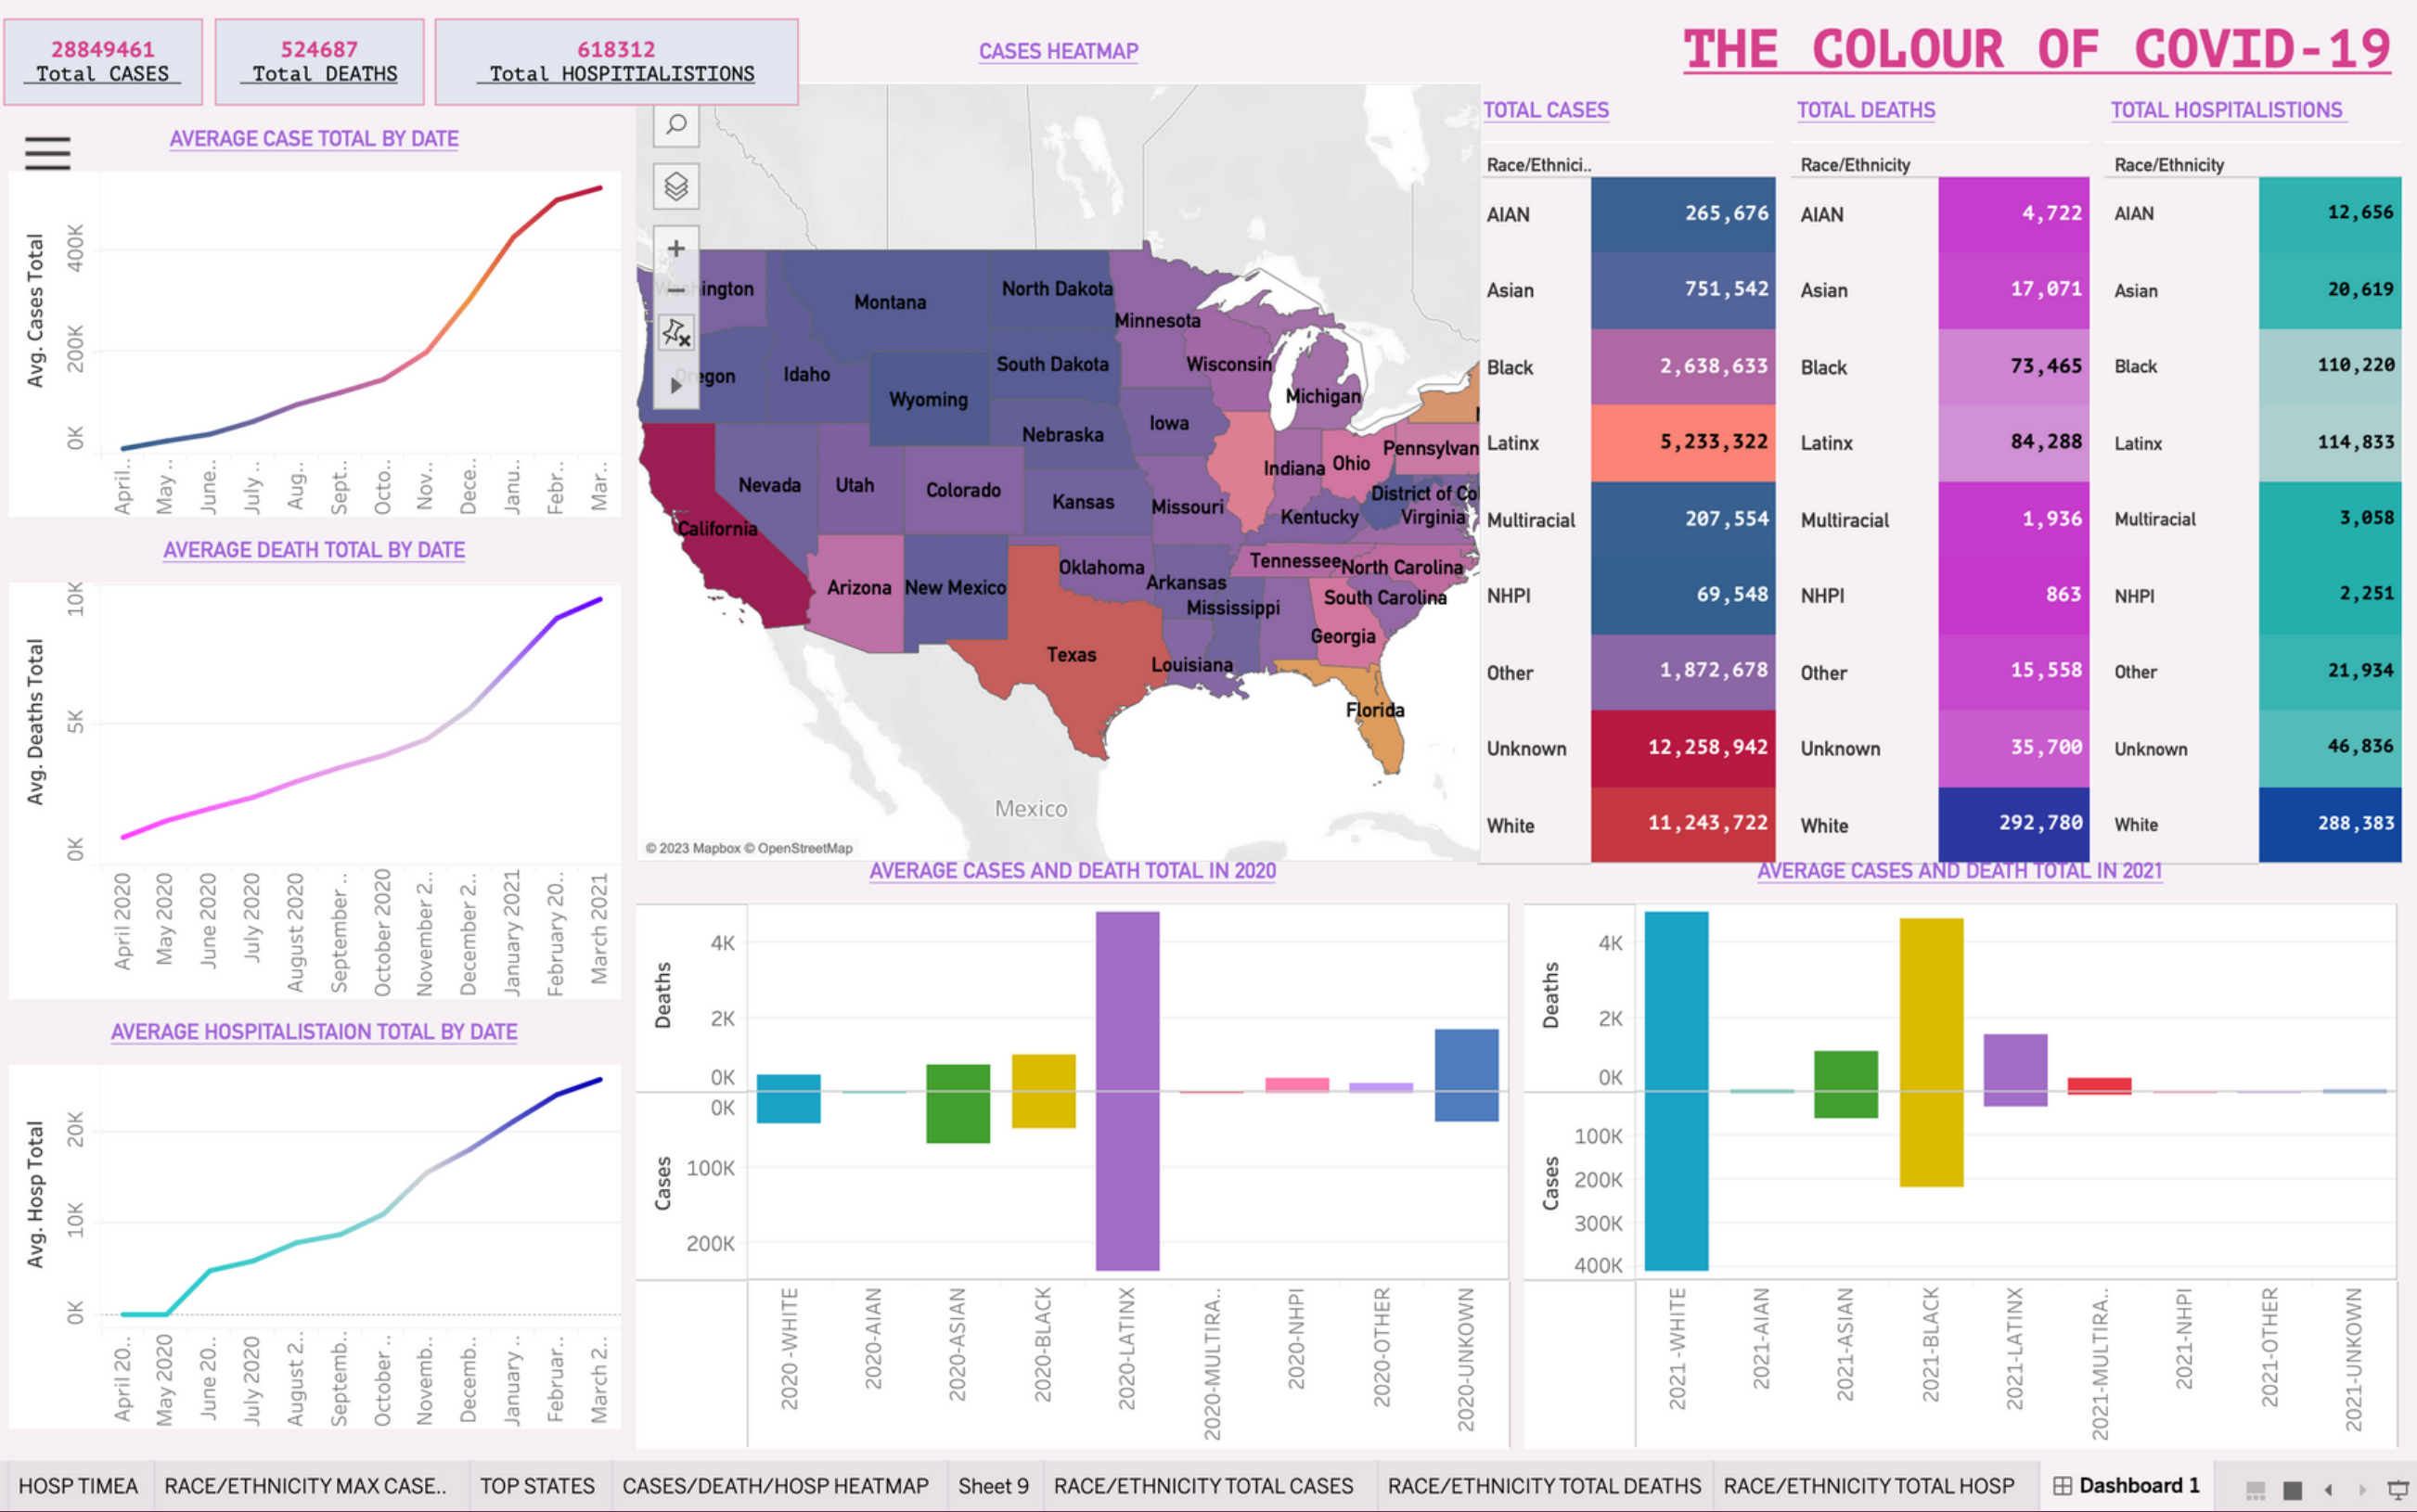 28849461
Total CASES
524687
Total DEATHS
618312
Total HOSPITIALISTIONS
CASES HEATMAP
THE COLOUR OF COVID-19
AVERAGE CASE TOTAL BY DATE
Avg. Cases Total
400K
200K
0K
April..
May ..
June..
July ..
Aug..
Sept..
Octo..
Nov..
Dece..
Janu..
Febr..
Mar..
AVERAGE DEATH TOTAL BY DATE
Avg. Deaths Total
10K
5K
0K
April 2020
May 2020
June 2020
July 2020
August 2020
September ..
October 2020
November 2..
December 2..
January 2021
February 20..
March 2021
AVERAGE HOSPITALISTAION TOTAL BY DATE
Avg. Hosp Total
20K
10K
0K
April 20..
May 2020
June 20..
July 2020
August 2..
Septemb..
October ..
Novemb..
Decemb..
January ..
Februar..
March 2..
Washington
Montana
North Dakota
Minnesota
Oregon
Idaho
South Dakota
Wisconsin
Wyoming
Michigan
Nebraska
Iowa
Pennsylvan
Nevada
Utah
Colorado
Kansas
Missouri
Indiana
Ohio
District of Co
California
Kentucky
Virginia
Arizona
New Mexico
Oklahoma
Arkansas
Tennessee
North Carolina
Mississippi
South Carolina
Georgia
Texas
Louisiana
Florida
Mexico
© 2023 Mapbox © OpenStreetMap
TOTAL CASES
Race/Ethnici..
AIAN 265,676
Asian 751,542
Black 2,638,633
Latinx 5,233,322
Multiracial 207,554
NHPI 69,548
Other 1,872,678
Unknown 12,258,942
White 11,243,722
TOTAL DEATHS
Race/Ethnicity
AIAN 4,722
Asian 17,071
Black 73,465
Latinx 84,288
Multiracial 1,936
NHPI 863
Other 15,558
Unknown 35,700
White 292,780
TOTAL HOSPITALISTIONS
Race/Ethnicity
AIAN 12,656
Asian 20,619
Black 110,220
Latinx 114,833
Multiracial 3,058
NHPI 2,251
Other 21,934
Unknown 46,836
White 288,383
AVERAGE CASES AND DEATH TOTAL IN 2020
Deaths
4K
2K
0K
Cases
0K
100K
200K
2020 -WHITE
2020-AIAN
2020-ASIAN
2020-BLACK
2020-LATINX
2020-MULTIRA..
2020-NHPI
2020-OTHER
2020-UNKOWN
AVERAGE CASES AND DEATH TOTAL IN 2021
Deaths
4K
2K
0K
Cases
100K
200K
300K
400K
2021 -WHITE
2021-AIAN
2021-ASIAN
2021-BLACK
2021-LATINX
2021-MULTIRA..
2021-NHPI
2021-OTHER
2021-UNKOWN
HOSP TIMEA
RACE/ETHNICITY MAX CASE..
TOP STATES
CASES/DEATH/HOSP HEATMAP
Sheet 9
RACE/ETHNICITY TOTAL CASES
RACE/ETHNICITY TOTAL DEATHS
RACE/ETHNICITY TOTAL HOSP
Dashboard 1